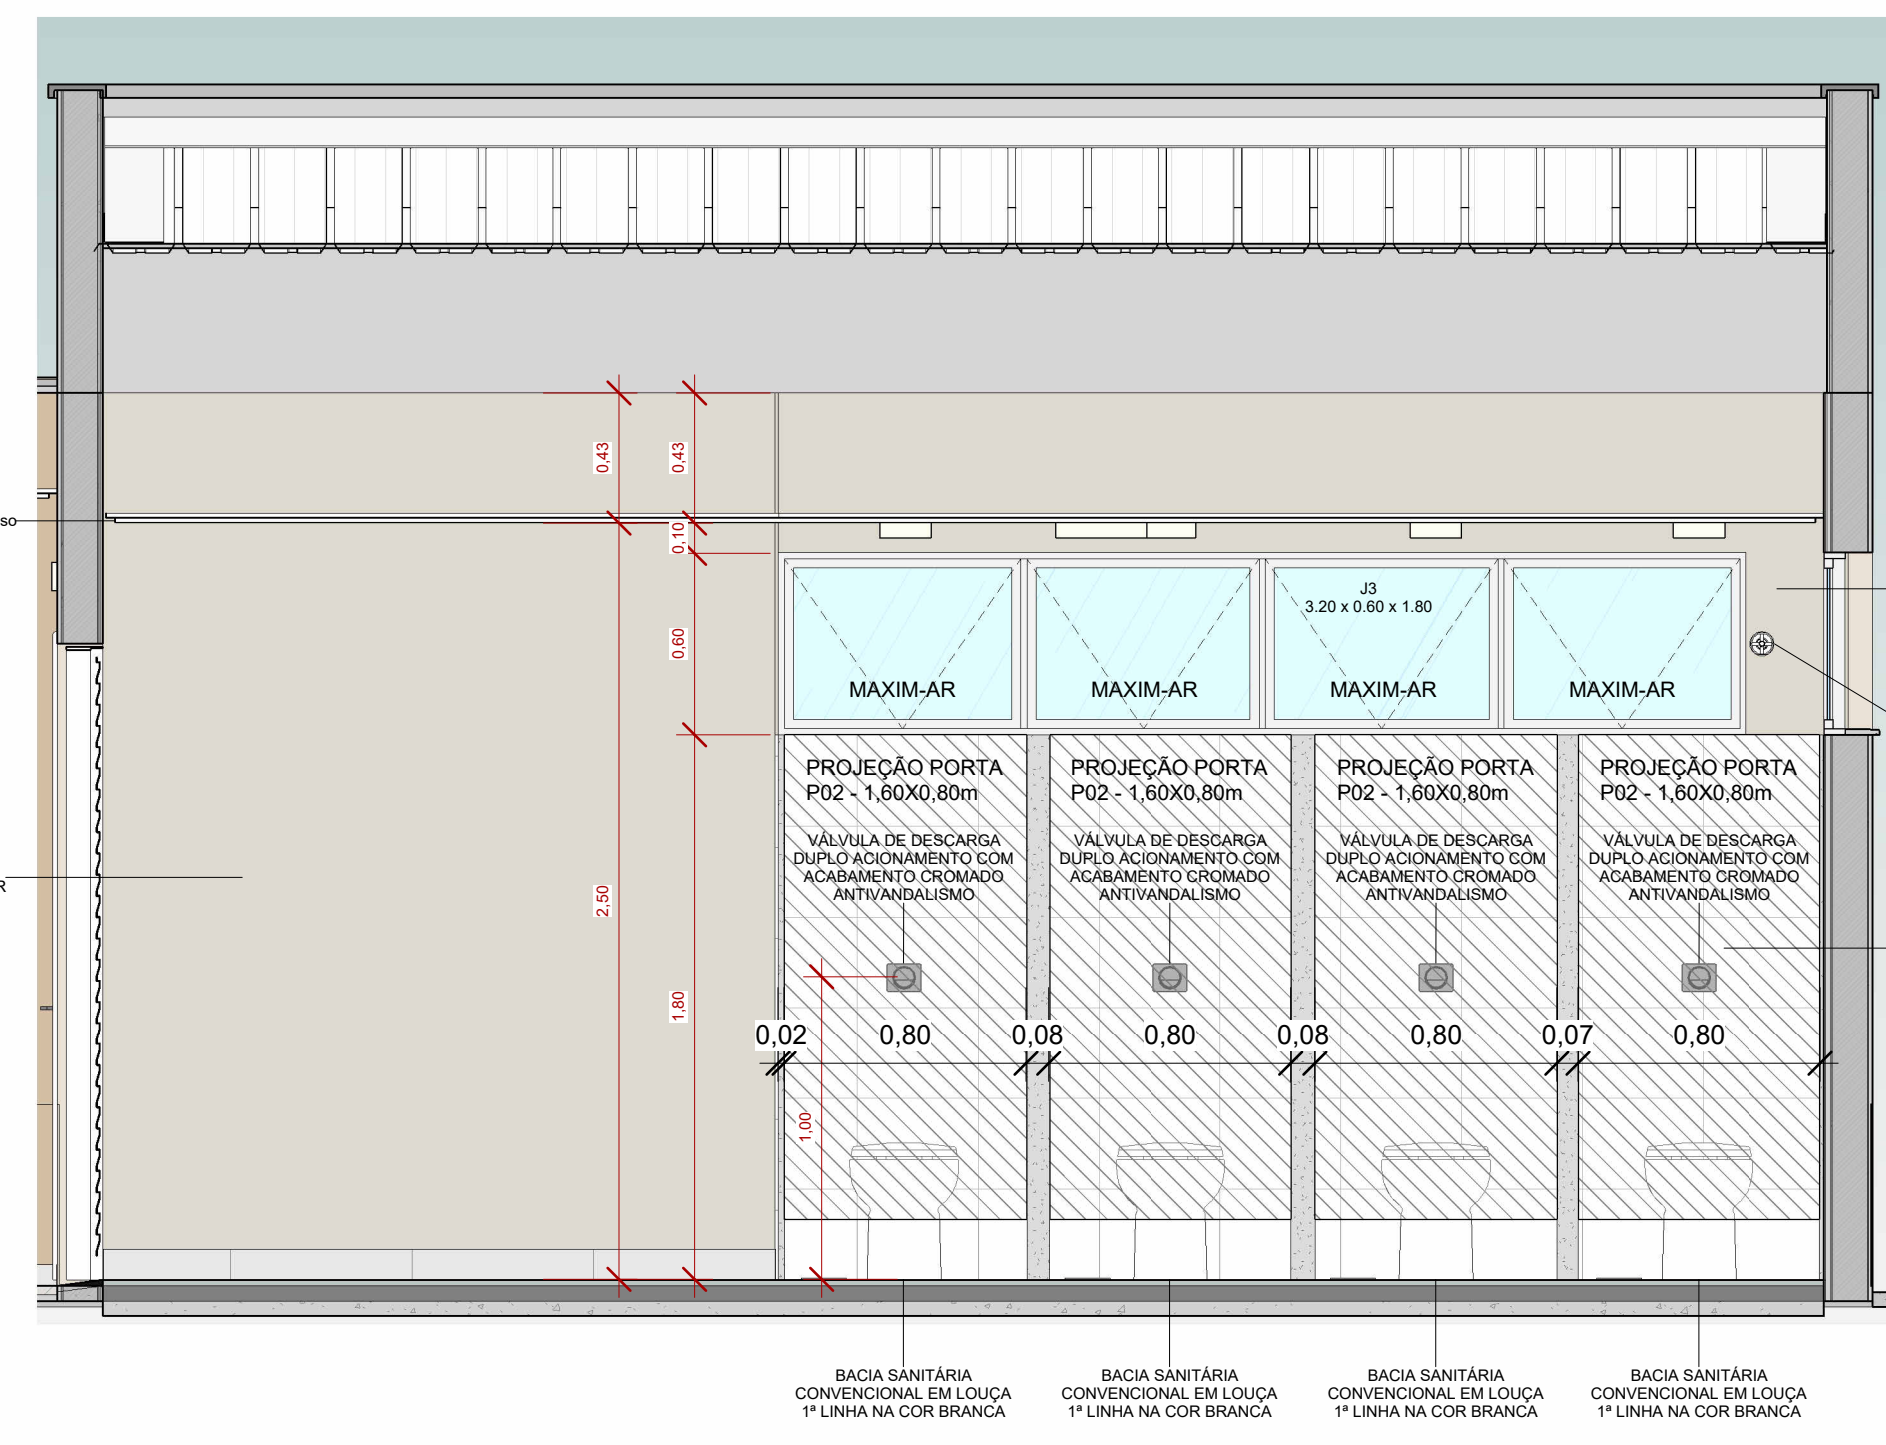 0,43
0,43
so
0,10
J3
3.20 x 0.60 x 1.80
0,60
MAXIM-AR
MAXIM-AR
MAXIM-AR
MAXIM-AR
PROJEÇÃO PORTA
P02 - 1,60X0,80m
PROJEÇÃO PORTA
P02 - 1,60X0,80m
PROJEÇÃO PORTA
P02 - 1,60X0,80m
PROJEÇÃO PORTA
P02 - 1,60X0,80m
VÁLVULA DE DESCARGA
DUPLO ACIONAMENTO COM
ACABAMENTO CROMADO
ANTIVANDALISMO
VÁLVULA DE DESCARGA
DUPLO ACIONAMENTO COM
ACABAMENTO CROMADO
ANTIVANDALISMO
VÁLVULA DE DESCARGA
DUPLO ACIONAMENTO COM
ACABAMENTO CROMADO
ANTIVANDALISMO
VÁLVULA DE DESCARGA
DUPLO ACIONAMENTO COM
ACABAMENTO CROMADO
ANTIVANDALISMO
R
2,50
1,80
0,02
0,80
0,08
0,80
0,08
0,80
0,07
0,80
1,00
BACIA SANITÁRIA
CONVENCIONAL EM LOUÇA
1ª LINHA NA COR BRANCA
BACIA SANITÁRIA
CONVENCIONAL EM LOUÇA
1ª LINHA NA COR BRANCA
BACIA SANITÁRIA
CONVENCIONAL EM LOUÇA
1ª LINHA NA COR BRANCA
BACIA SANITÁRIA
CONVENCIONAL EM LOUÇA
1ª LINHA NA COR BRANCA